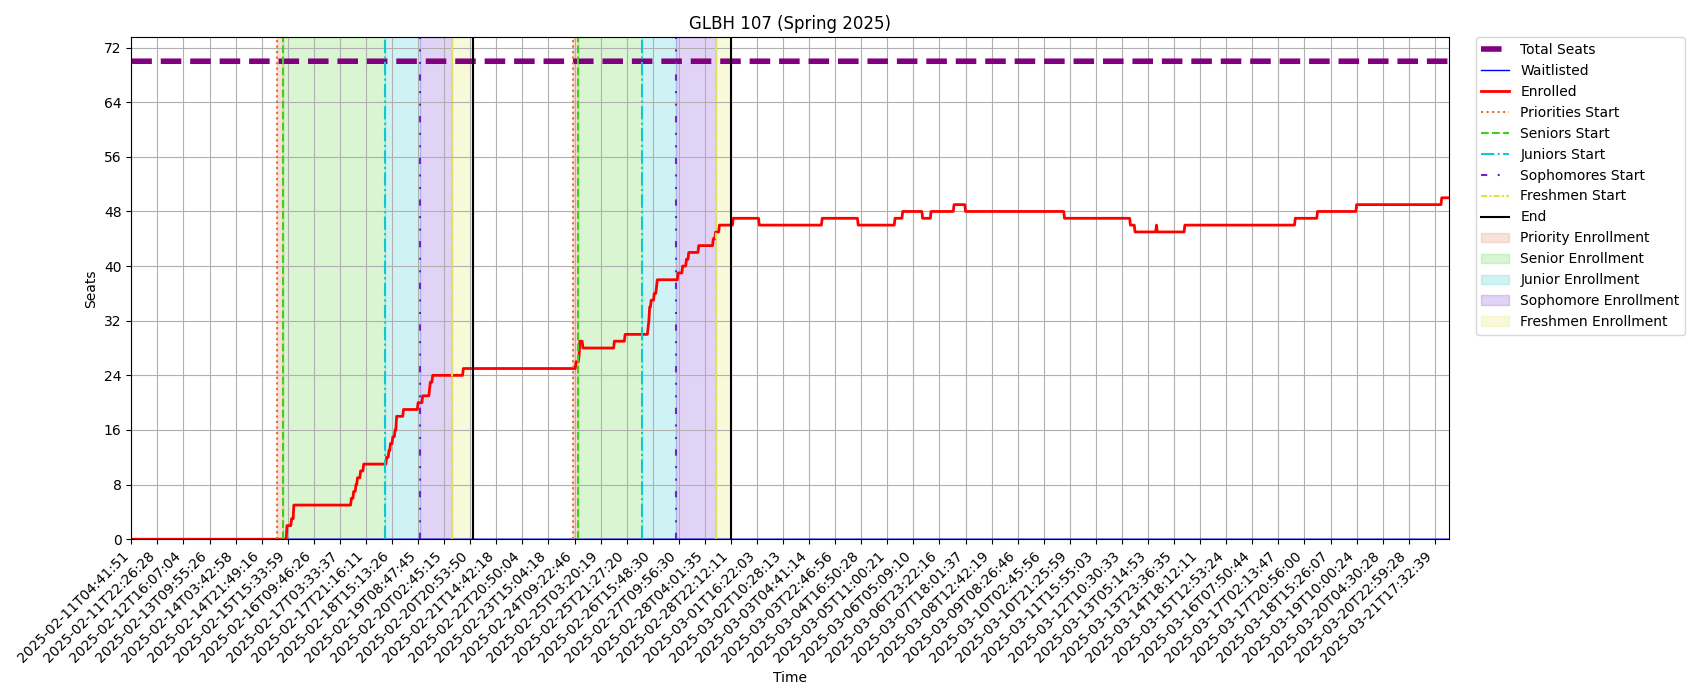 GLBH 107 (Spring 2025)
72
64
56
48
40
32
24
16
8
0
Seats
2025-02-11T04:41:51
2025-02-11T22:26:28
2025-02-12T16:07:04
2025-02-13T09:55:26
2025-02-14T03:42:58
2025-02-14T21:49:16
2025-02-15T15:33:59
2025-02-16T09:46:26
2025-02-17T03:33:37
2025-02-17T21:16:11
2025-02-18T15:13:26
2025-02-19T08:47:45
2025-02-20T02:45:15
2025-02-20T20:53:50
2025-02-21T14:42:18
2025-02-22T20:50:04
2025-02-23T15:04:18
2025-02-24T09:22:46
2025-02-25T03:20:19
2025-02-25T21:27:20
2025-02-26T15:48:30
2025-02-27T09:56:30
2025-02-28T04:01:35
2025-02-28T22:12:11
2025-03-01T16:22:03
2025-03-02T10:28:13
2025-03-03T04:41:14
2025-03-03T22:46:56
2025-03-04T16:50:28
2025-03-05T11:00:21
2025-03-06T05:09:10
2025-03-06T23:22:16
2025-03-07T18:01:37
2025-03-08T12:42:19
2025-03-09T08:26:46
2025-03-10T02:45:56
2025-03-10T21:25:59
2025-03-11T15:55:03
2025-03-12T10:30:33
2025-03-13T05:14:53
2025-03-13T23:36:35
2025-03-14T18:12:11
2025-03-15T12:53:24
2025-03-16T07:50:44
2025-03-17T02:13:47
2025-03-17T20:56:00
2025-03-18T15:26:07
2025-03-19T10:00:24
2025-03-20T04:30:28
2025-03-20T22:59:28
2025-03-21T17:32:39
Time
Total Seats
Waitlisted
Enrolled
Priorities Start
Seniors Start
Juniors Start
Sophomores Start
Freshmen Start
End
Priority Enrollment
Senior Enrollment
Junior Enrollment
Sophomore Enrollment
Freshmen Enrollment